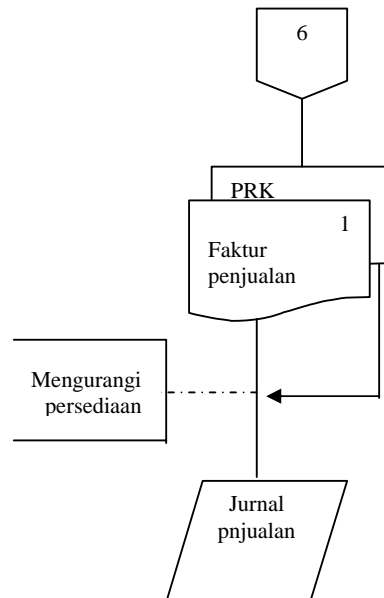 6
PRK
1
Faktur
penjualan
Mengurangi
persediaan
Jurnal
pnjualan